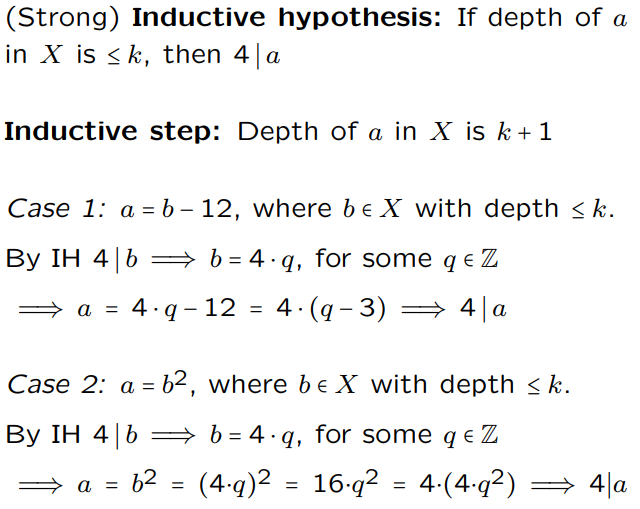 (Strong) Inductive hypothesis: If depth of a
in X is ≤ k, then 4 | a
Inductive step: Depth of a in X is k + 1
Case 1: a = b − 12, where b ∈ X with depth ≤ k.
By IH 4 | b ⟹ b = 4 · q, for some q ∈ ℤ
⟹ a = 4 · q − 12 = 4 · (q − 3) ⟹ 4 | a
Case 2: a = b², where b ∈ X with depth ≤ k.
By IH 4 | b ⟹ b = 4 · q, for some q ∈ ℤ
⟹ a = b² = (4·q)² = 16·q² = 4·(4·q²) ⟹ 4|a